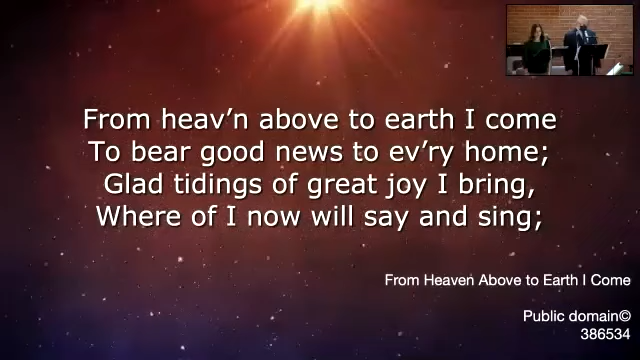 From heav’n above to earth I come
To bear good news to ev’ry home;
Glad tidings of great joy I bring,
Where of I now will say and sing;
From Heaven Above to Earth I Come
Public domain©
386534